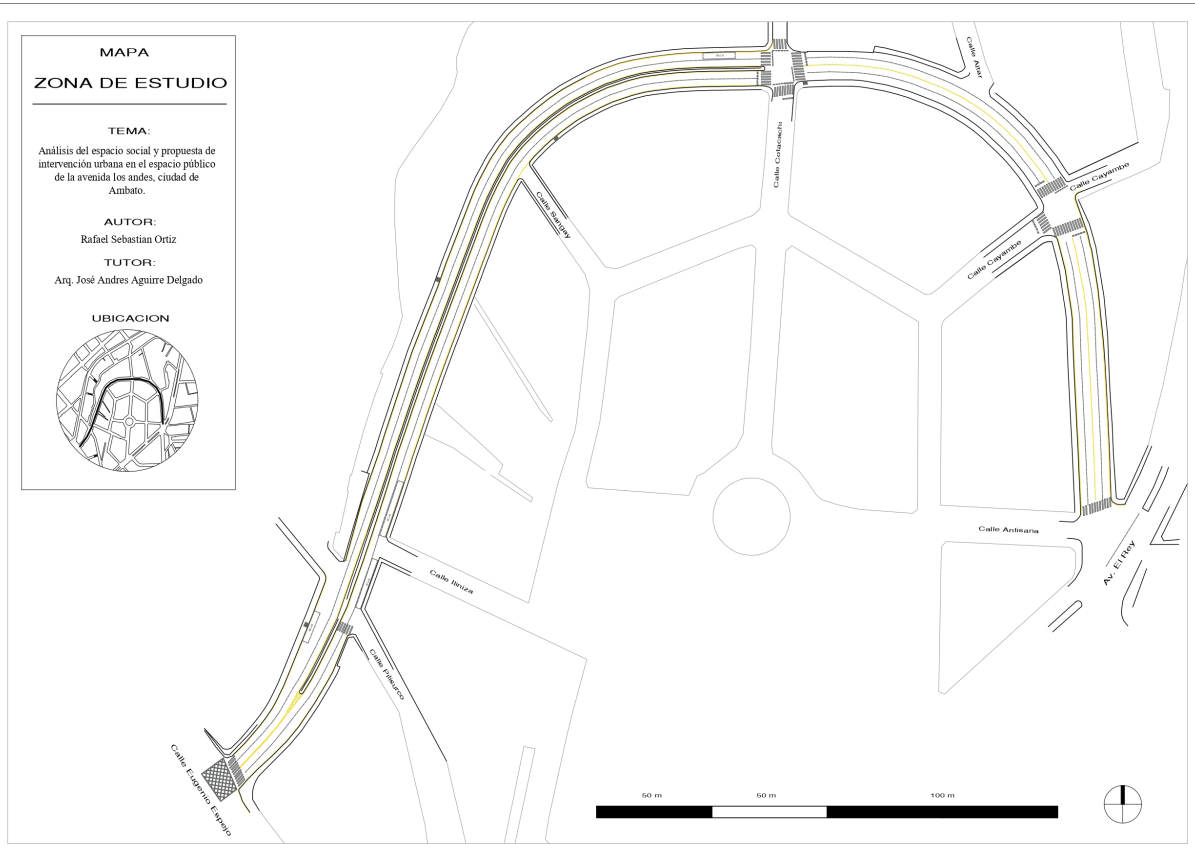 MAPA
ZONA DE ESTUDIO
TEMA:
Análisis del espacio social y propuesta de
intervención urbana en el espacio público
de la avenida los andes, ciudad de
Ambato.
AUTOR:
Rafael Sebastian Ortiz
TUTOR:
Arq. José Andres Aguirre Delgado
UBICACION
Calle Altar
Calle Cotacachi
Calle Cayambe
Calle Sangay
Calle Cayambe
Calle Antisana
Av. El Rey
Calle Iliniza
Calle Pilisurco
Calle Eugenio Espejo
50 m
50 m
100 m